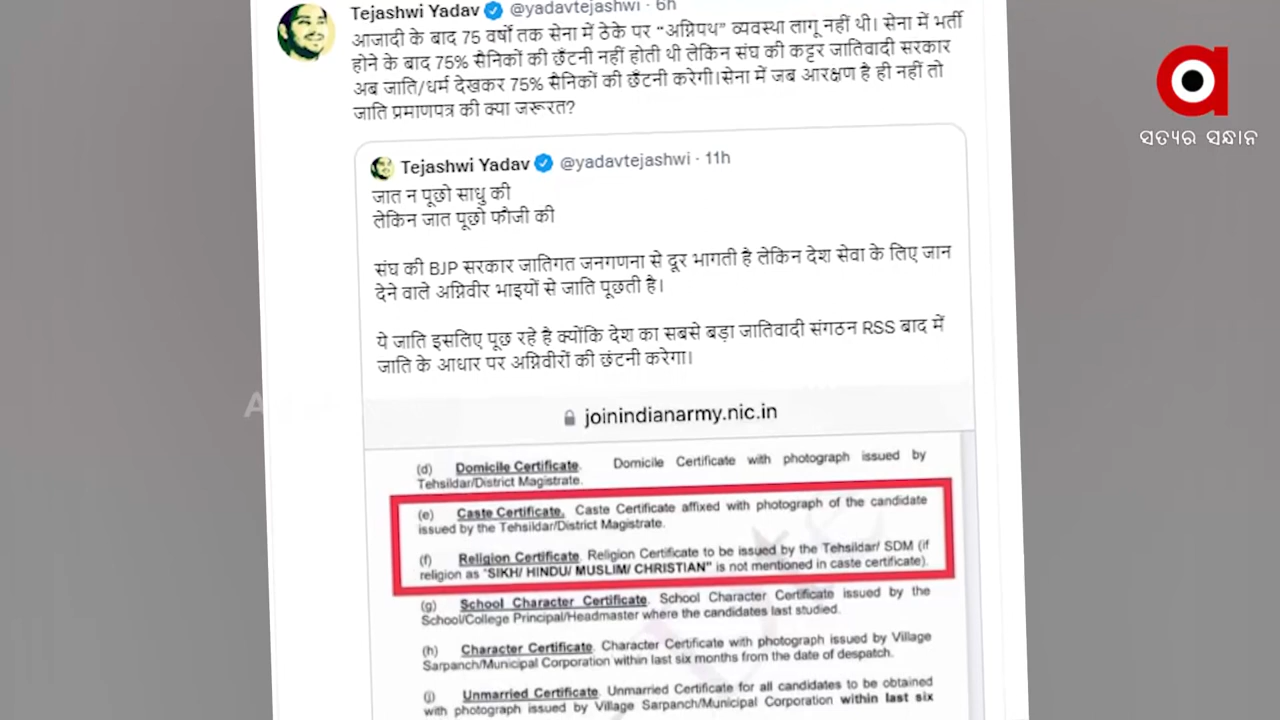 Tejashwi Yadav @yadavtejashwi · 6h
आजादी के बाद 75 वर्षों तक सेना में ठेके पर “अग्निपथ” व्यवस्था लागू नहीं थी। सेना में भर्ती
होने के बाद 75% सैनिकों की छँटनी नहीं होती थी लेकिन संघ की कट्टर जातिवादी सरकार
अब जाति/धर्म देखकर 75% सैनिकों की छँटनी करेगी।सेना में जब आरक्षण है ही नहीं तो
जाति प्रमाणपत्र की क्या जरूरत?
Tejashwi Yadav @yadavtejashwi · 11h
जात न पूछो साधु की
लेकिन जात पूछो फौजी की
संघ की BJP सरकार जातिगत जनगणना से दूर भागती है लेकिन देश सेवा के लिए जान
देने वाले अग्निवीर भाइयों से जाति पूछती है।
ये जाति इसलिए पूछ रहे है क्योंकि देश का सबसे बड़ा जातिवादी संगठन RSS बाद में
जाति के आधार पर अग्निवीरों की छंटनी करेगा।
joinindianarmy.nic.in
(d) Domicile Certificate. Domicile Certificate with photograph issued by
Tehsildar/District Magistrate.
(e) Caste Certificate. Caste Certificate affixed with photograph of the candidate
issued by the Tehsildar/District Magistrate.
(f) Religion Certificate. Religion Certificate to be issued by the Tehsildar/ SDM (if
religion as "SIKH/ HINDU/ MUSLIM/ CHRISTIAN" is not mentioned in caste certificate).
(g) School Character Certificate. School Character Certificate issued by the
School/College Principal/Headmaster where the candidates last studied.
(h) Character Certificate. Character Certificate with photograph issued by Village
Sarpanch/Municipal Corporation within last six months from the date of despatch.
(i) Unmarried Certificate. Unmarried Certificate for all candidates to be obtained
with photograph issued by Village Sarpanch/Municipal Corporation within last six
ସତ୍ୟର ସନ୍ଧାନ